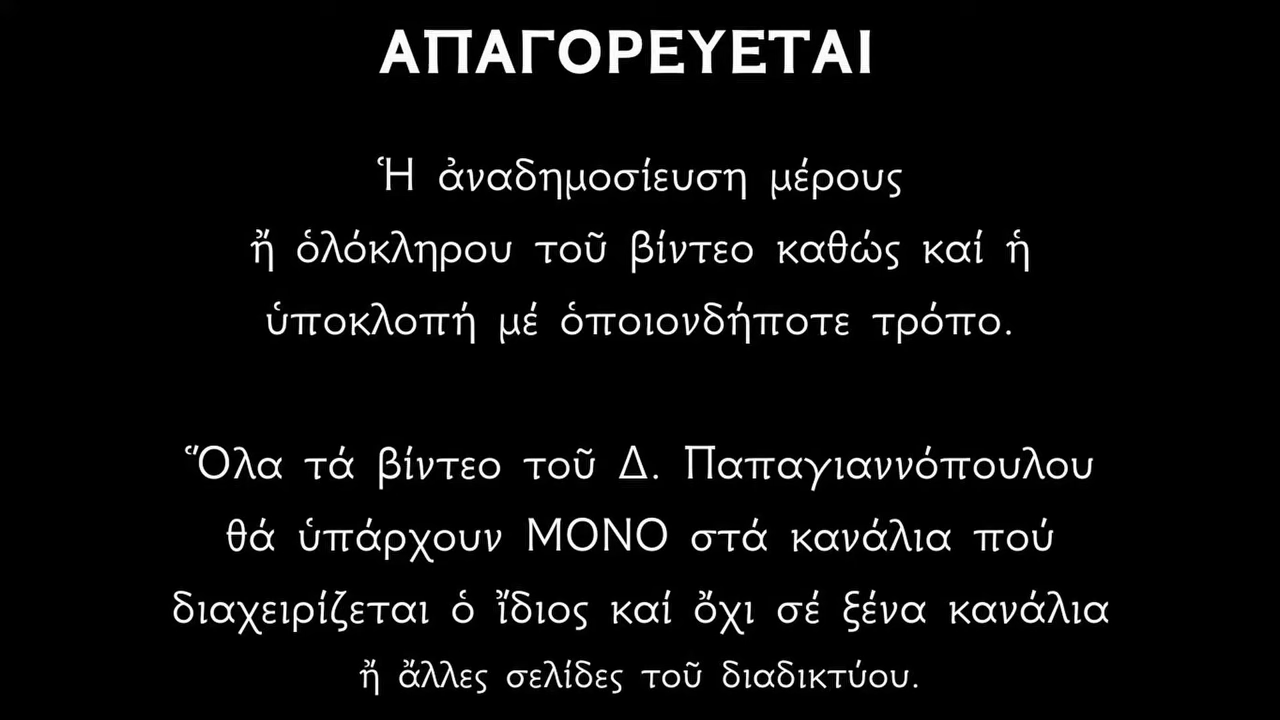 ΑΠΑΓΟΡΕΥΕΤΑΙ
Ἡ ἀναδημοσίευση μέρους
ἤ ὁλόκληρου τοῦ βίντεο καθώς καί ἡ
ὑποκλοπή μέ ὁποιονδήποτε τρόπο.
Ὅλα τά βίντεο τοῦ Δ. Παπαγιαννόπουλου
θά ὑπάρχουν ΜΟΝΟ στά κανάλια πού
διαχειρίζεται ὁ ἴδιος καί ὄχι σέ ξένα κανάλια
ἤ ἄλλες σελίδες τοῦ διαδικτύου.